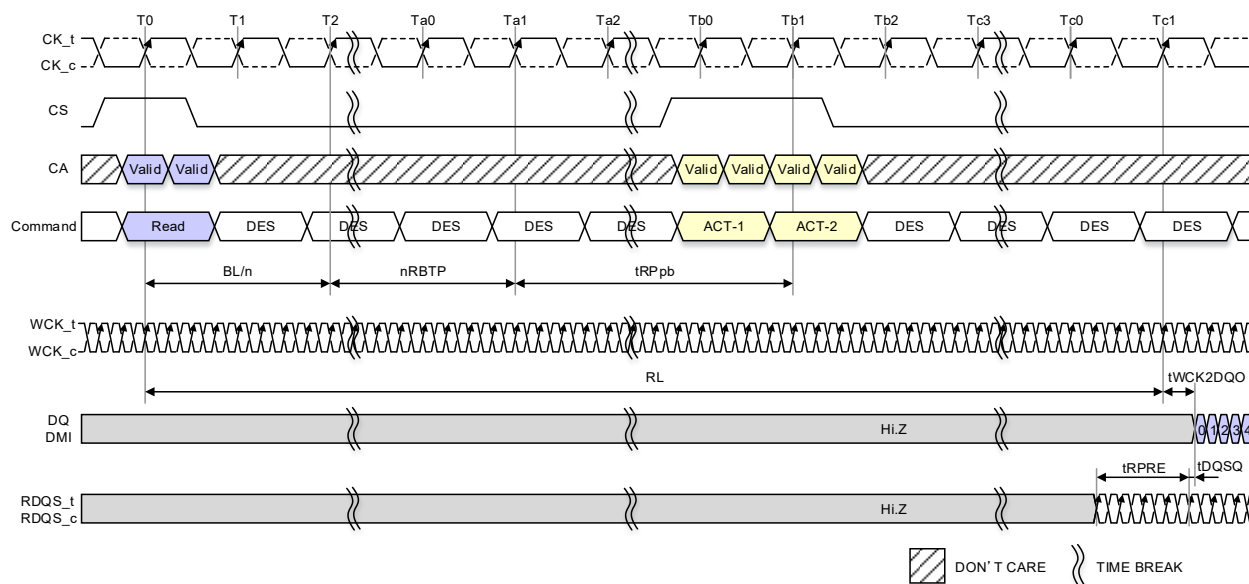 T0 T1 T2 Ta0 Ta1 Ta2 Tb0 Tb1 Tb2 Tc3 Tc0 Tc1
CK_t
CK_c
CS
CA Valid Valid Valid Valid Valid Valid
Command Read DES DES DES DES DES ACT-1 ACT-2 DES DES DES DES
BL/n nRBTP tRPpb
WCK_t
WCK_c
RL tWCK2DQO
DQ
DMI Hi.Z 0 1 2 3 4
tRPRE tDQSQ
RDQS_t
RDQS_c Hi.Z
DON'T CARE TIME BREAK